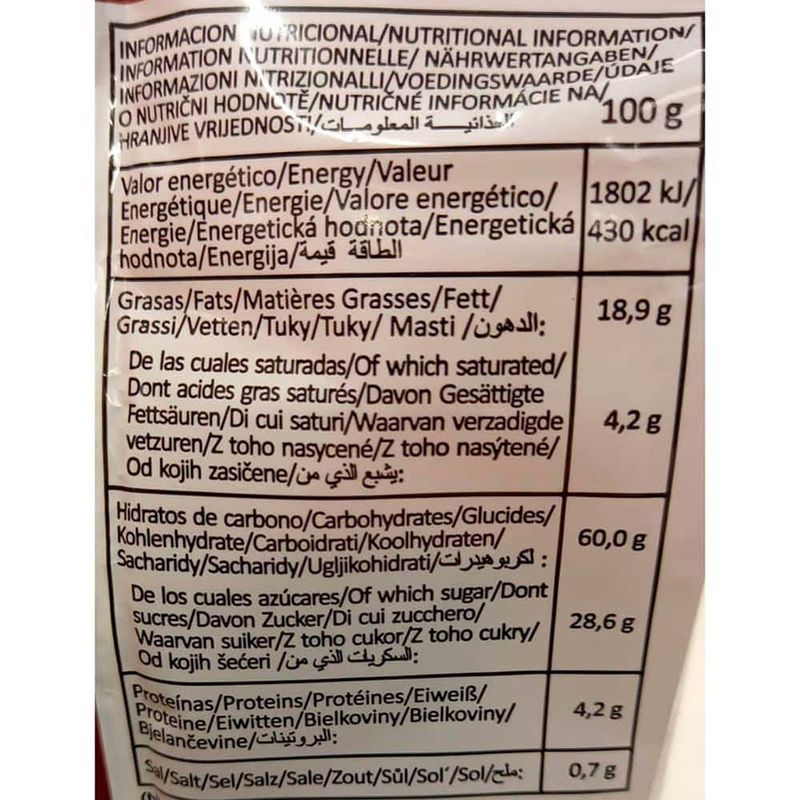 INFORMACION NUTRICIONAL/NUTRITIONAL INFORMATION/
INFORMATION NUTRITIONNELLE/ NÄHRWERTANGABEN/
INFORMAZIONI NITRIZIONALLI/VOEDINGSWAARDE/ÚDAJE
O NUTRIČNI HODNOTĚ/NUTRIČNÉ INFORMÁCIE NA/
HRANJIVE VRIJEDNOSTI/الغذائيـــة المعلومـــات
100 g
Valor energético/Energy/Valeur
Energétique/Energie/Valore energético/
Energie/Energetická hodnota/Energetická
hodnota/Energija/الطاقة قيمة
1802 kJ/
430 kcal
Grasas/Fats/Matières Grasses/Fett/
Grassi/Vetten/Tuky/Tuky/ Masti /الدهون:
18,9 g
De las cuales saturadas/Of which saturated/
Dont acides gras saturés/Davon Gesättigte
Fettsäuren/Di cui saturi/Waarvan verzadigde
vetzuren/Z toho nasycené/Z toho nasýtené/
Od kojih zasičene/يشبع الذي من:
4,2 g
Hidratos de carbono/Carbohydrates/Glucides/
Kohlenhydrate/Carboidrati/Koolhydraten/
Sacharidy/Sacharidy/Ugljikohidrati/لكربوهيدرات :
60,0 g
De los cuales azúcares/Of which sugar/Dont
sucres/Davon Zucker/Di cui zucchero/
Waarvan suiker/Z toho cukor/Z toho cukry/
Od kojih šećeri /السكريات الذي من:
28,6 g
Proteínas/Proteins/Protéines/Eiweiß/
Proteine/Eiwitten/Bielkoviny/Bielkoviny/
Bjelančevine/البروتينات:
4,2 g
Sal/Salt/Sel/Salz/Sale/Zout/Sůl/Sol´/Sol/ملح:
0,7 g